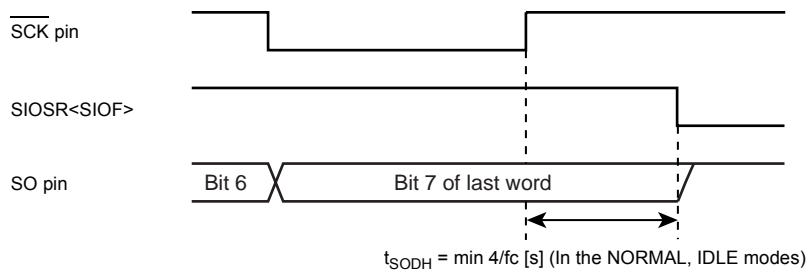 SCK pin
SIOSR<SIOF>
SO pin
Bit 6
Bit 7 of last word
tSODH = min 4/fc [s] (In the NORMAL, IDLE modes)